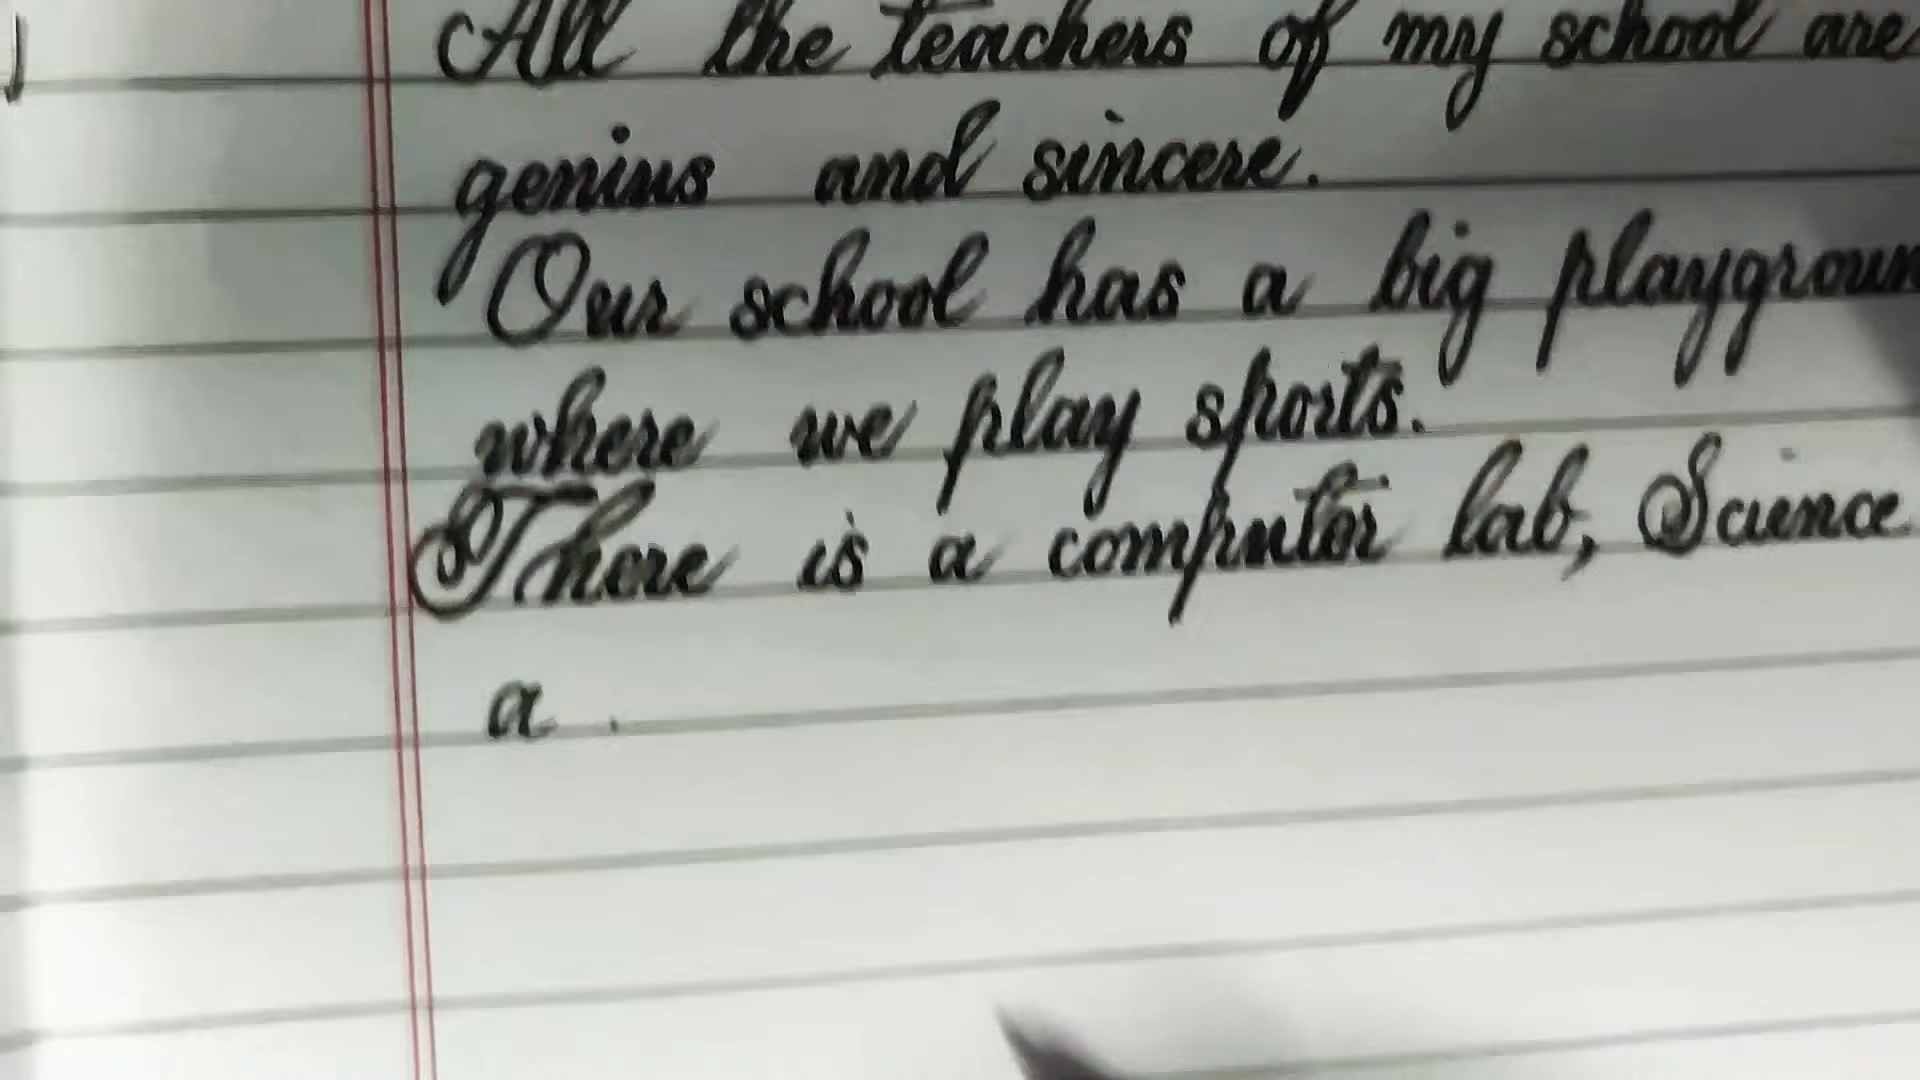 All the teachers of my school are
genius and sincere.
Our school has a big playgroun
where we play sports.
There is a computer lab, Science
a